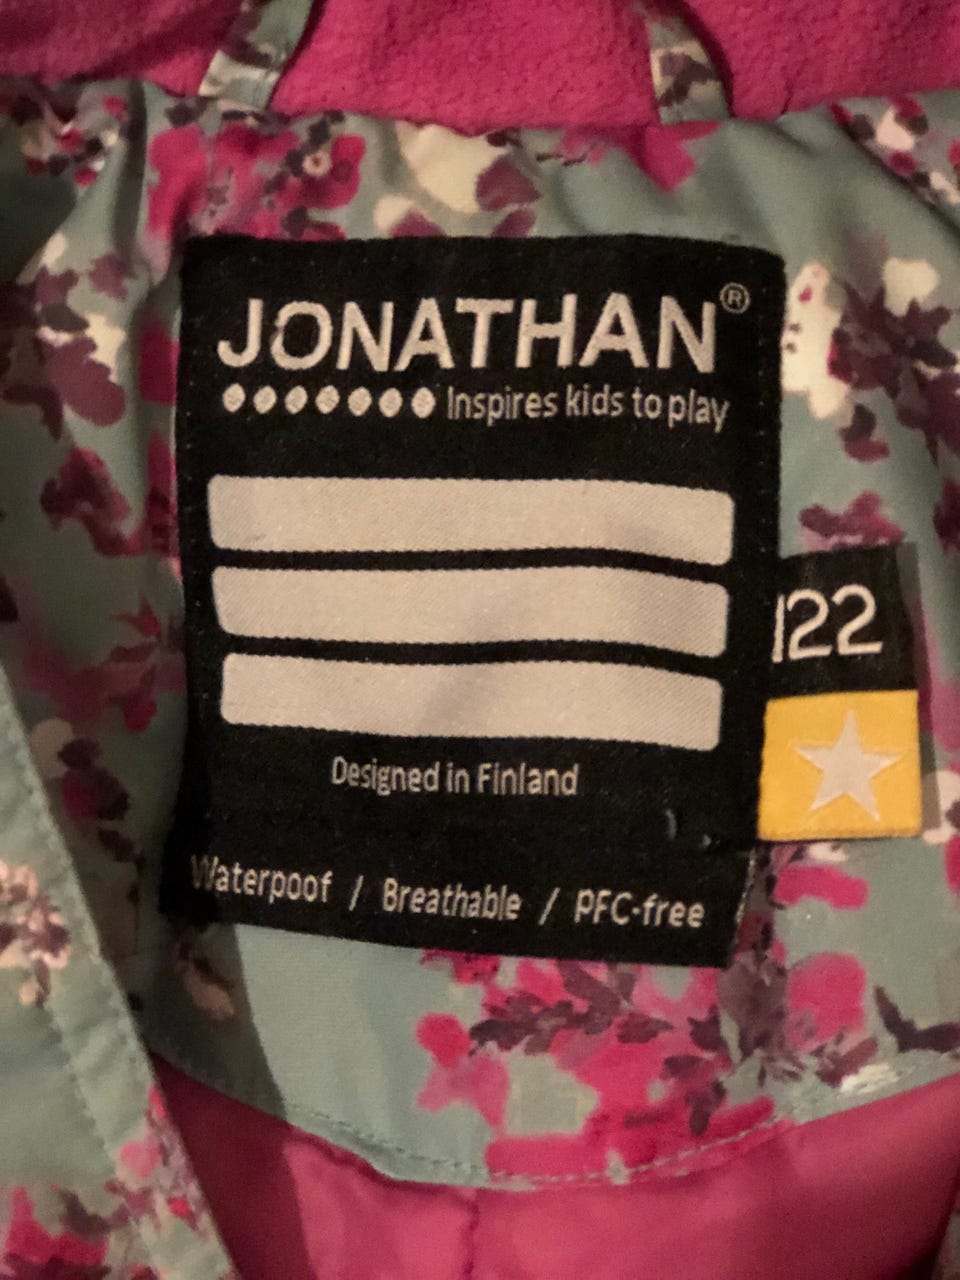 JONATHAN®
Inspires kids to play
122
Designed in Finland
Waterpoof / Breathable / PFC-free